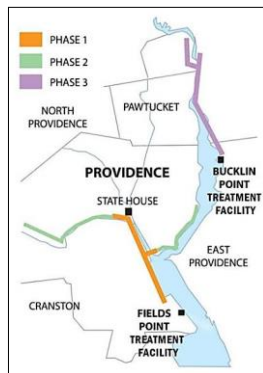 PHASE 1
PHASE 2
PHASE 3
PAWTUCKET
NORTH
PROVIDENCE
PROVIDENCE
STATE HOUSE
BUCKLIN
POINT
TREATMENT
FACILITY
EAST
PROVIDENCE
CRANSTON
FIELDS
POINT
TREATMENT
FACILITY